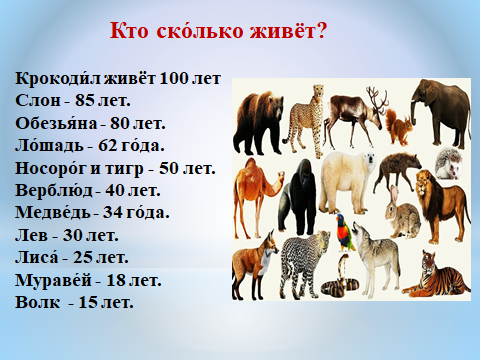 Кто ско́лько живёт?
Крокоди́л живёт 100 лет
Слон - 85 лет.
Обезья́на - 80 лет.
Ло́шадь - 62 го́да.
Носоро́г и тигр - 50 лет.
Верблю́д - 40 лет.
Медве́дь - 34 го́да.
Лев - 30 лет.
Лиса́ - 25 лет.
Мураве́й - 18 лет.
Волк - 15 лет.